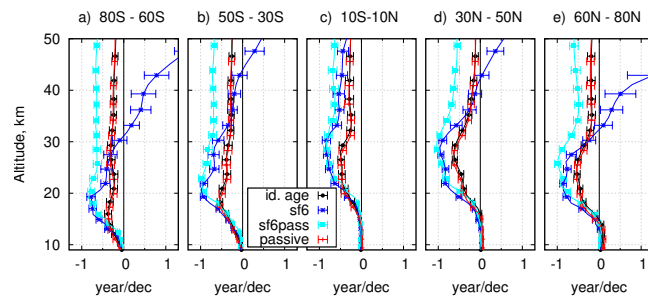 a) 80S - 60S b) 50S - 30S c) 10S-10N d) 30N - 50N e) 60N - 80N
50
40
30
20
10
Altitude, km
id. age
sf6
sf6pass
passive
-1 0 1 -1 0 1 -1 0 1 -1 0 1 -1 0 1
year/dec year/dec year/dec year/dec year/dec